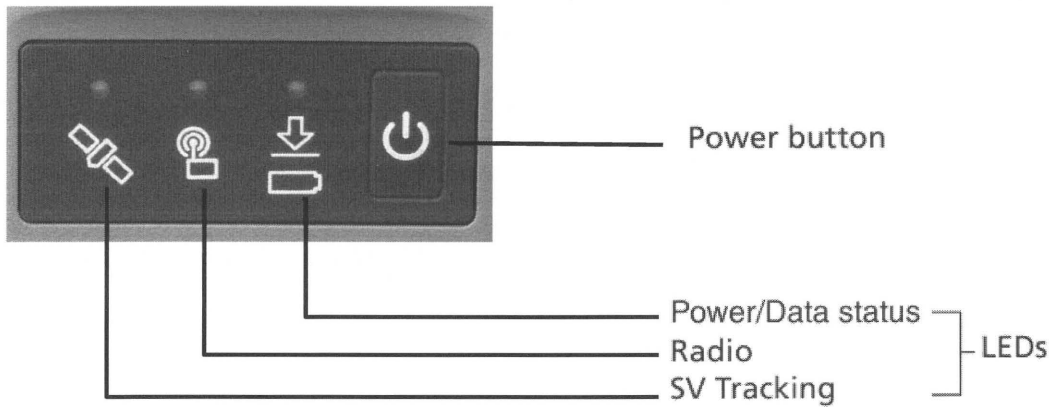 Power button
Power/Data status
Radio
SV Tracking
LEDs